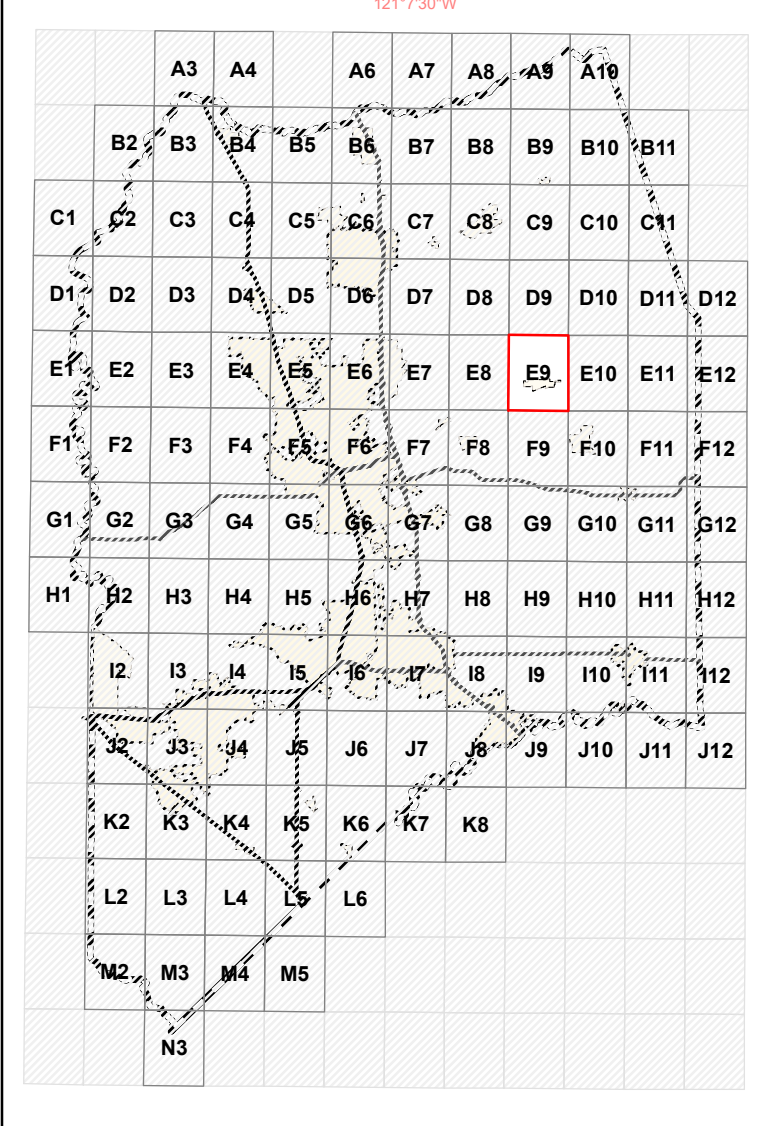 121°7'30"W
A3 A4 A6 A7 A8 A9 A10
B2 B3 B4 B5 B6 B7 B8 B9 B10 B11
C1 C2 C3 C4 C5 C6 C7 C8 C9 C10 C11
D1 D2 D3 D4 D5 D6 D7 D8 D9 D10 D11 D12
E1 E2 E3 E4 E5 E6 E7 E8 E9 E10 E11 E12
F1 F2 F3 F4 F5 F6 F7 F8 F9 F10 F11 F12
G1 G2 G3 G4 G5 G6 G7 G8 G9 G10 G11 G12
H1 H2 H3 H4 H5 H6 H7 H8 H9 H10 H11 H12
I2 I3 I4 I5 I6 I7 I8 I9 I10 I11 I12
J2 J3 J4 J5 J6 J7 J8 J9 J10 J11 J12
K2 K3 K4 K5 K6 K7 K8
L2 L3 L4 L5 L6
M2 M3 M4 M5
N3